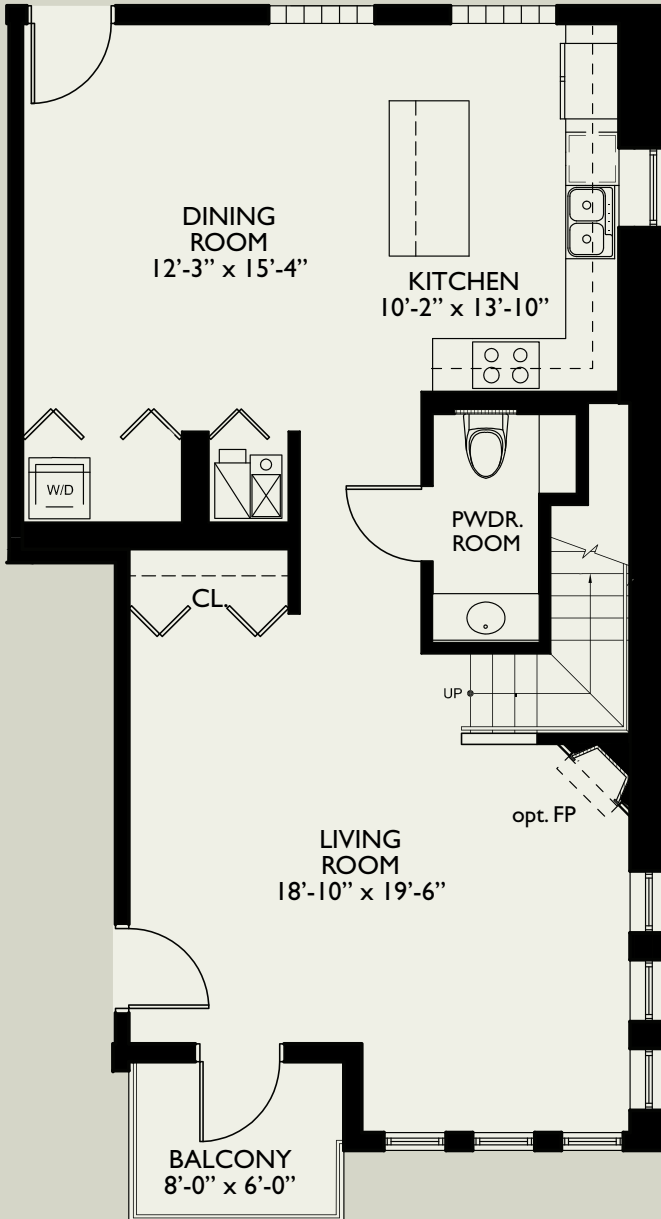 DINING
ROOM
12'-3” x 15'-4”
KITCHEN
10'-2” x 13'-10”
W/D
PWDR.
ROOM
CL.
UP
opt. FP
LIVING
ROOM
18'-10” x 19'-6”
BALCONY
8'-0” x 6'-0”